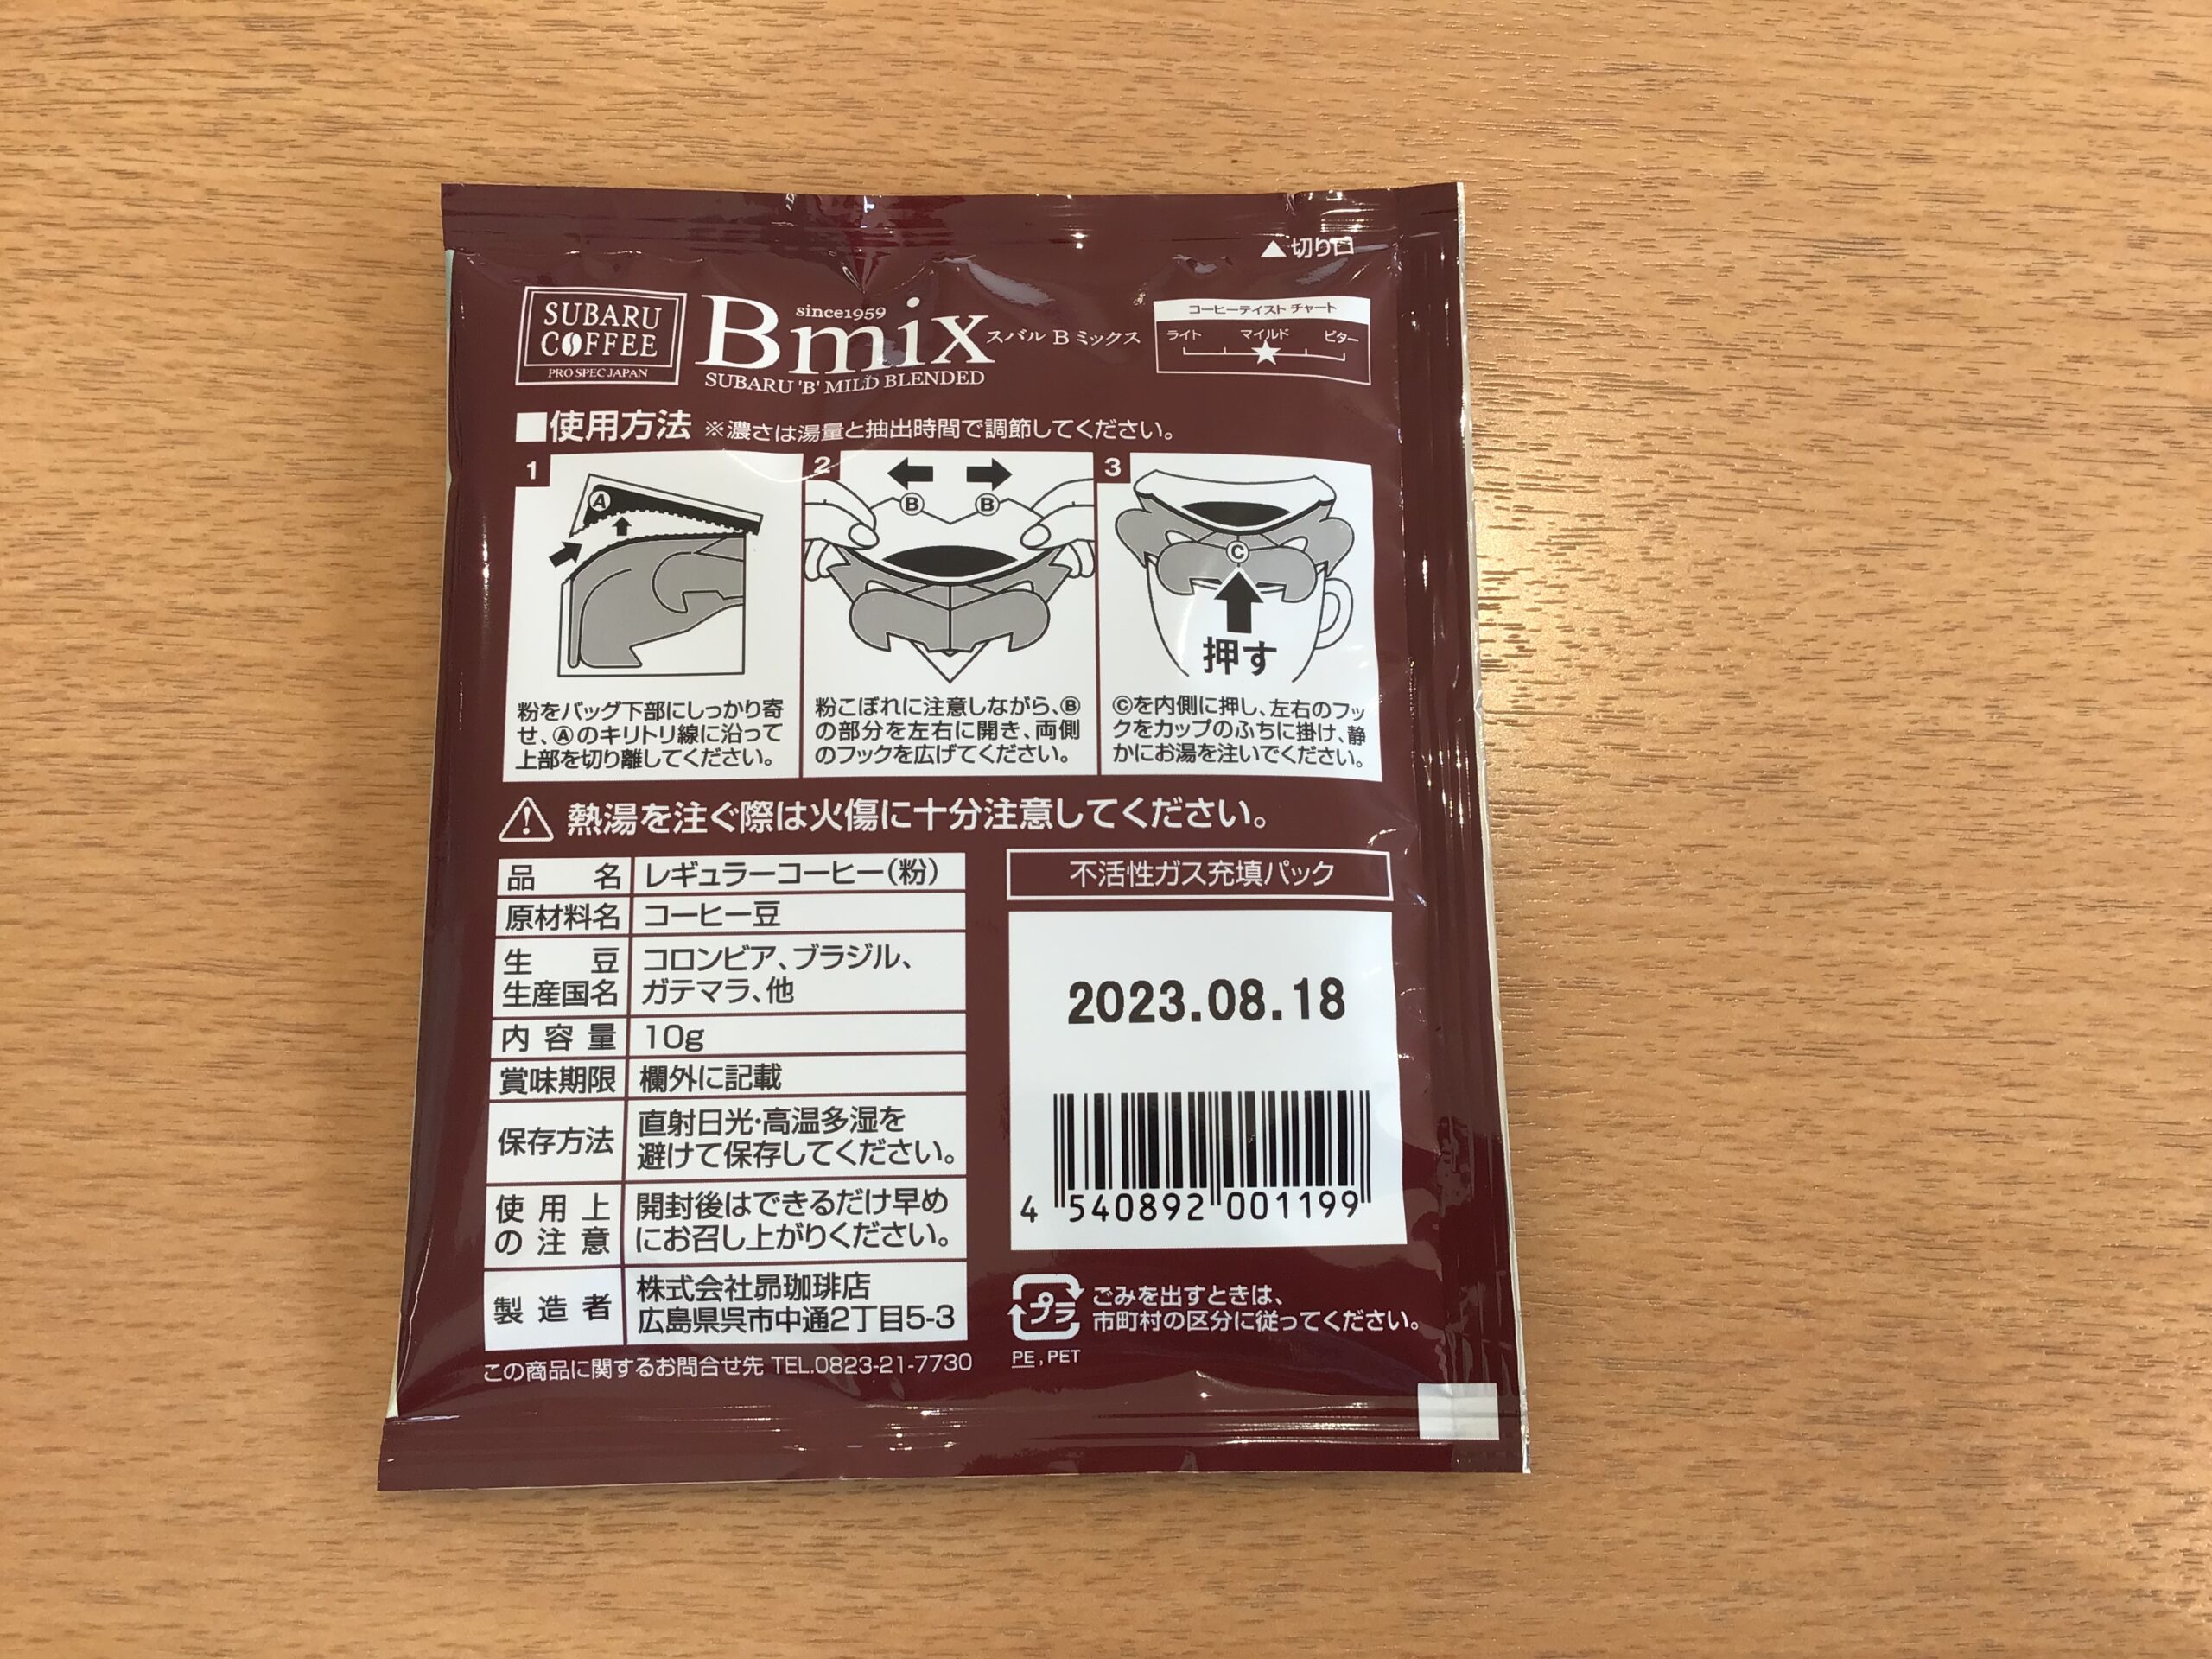 ▲切り口
SUBARU
COFFEE
PRO SPEC JAPAN
since1959
Bmix
スバル B ミックス
SUBARU 'B' MILD BLENDED
コーヒーテイスト チャート
ライト マイルド ビター
■使用方法 ※濃さは湯量と抽出時間で調節してください。
1
A
粉をバッグ下部にしっかり寄
せ、Ⓐのキリトリ線に沿って
上部を切り離してください。
2
B B
粉こぼれに注意しながら、Ⓑ
の部分を左右に開き、両側
のフックを広げてください。
3
C
押す
Ⓒを内側に押し、左右のフッ
クをカップのふちに掛け、静
かにお湯を注いでください。
熱湯を注ぐ際は火傷に十分注意してください。
品名 レギュラーコーヒー(粉)
原材料名 コーヒー豆
生豆
生産国名
コロンビア、ブラジル、
ガテマラ、他
内容量 10g
賞味期限 欄外に記載
保存方法
直射日光・高温多湿を
避けて保存してください。
使用上
の注意
開封後はできるだけ早め
にお召し上がりください。
製造者
株式会社昴珈琲店
広島県呉市中通2丁目5-3
この商品に関するお問合せ先 TEL.0823-21-7730
不活性ガス充填パック
2023.08.18
4 540892 001199
プラ
PE , PET
ごみを出すときは、
市町村の区分に従ってください。